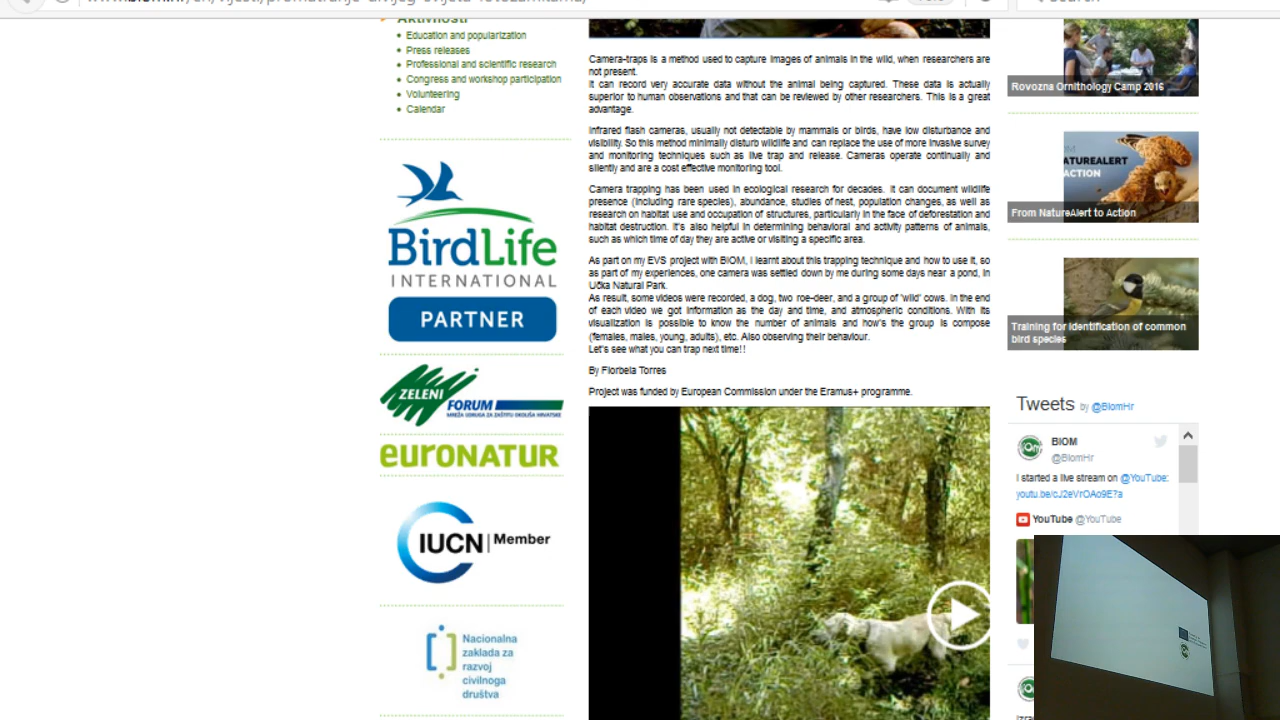 Aktivnosti
Education and popularization
Press releases
Professional and scientific research
Congress and workshop participation
Volunteering
Calendar
BirdLife
INTERNATIONAL
PARTNER
ZELENI
FORUM
MREŽA UDRUGA ZA ZAŠTITU OKOLIŠA HRVATSKE
euronatur
IUCN Member
Nacionalna
zaklada za
razvoj
civilnoga
društva
Camera-traps is a method used to capture images of animals in the wild, when researchers are
not present.
It can record very accurate data without the animal being captured. These data is actually
superior to human observations and that can be reviewed by other researchers. This is a great
advantage.
Infrared flash cameras, usually not detectable by mammals or birds, have low disturbance and
visibility. So this method minimally disturb wildlife and can replace the use of more invasive survey
and monitoring techniques such as live trap and release. Cameras operate continually and
silently and are a cost effective monitoring tool.
Camera trapping has been used in ecological research for decades. It can document wildlife
presence (including rare species), abundance, studies of nest, population changes, as well as
research on habitat use and occupation of structures, particularly in the face of deforestation and
habitat destruction. It's also helpful in determining behavioral and activity patterns of animals,
such as which time of day they are active or visiting a specific area.
As part on my EVS project with BIOM, I learnt about this trapping technique and how to use it, so
as part of my experiences, one camera was settled down by me during some days near a pond, in
Učka Natural Park.
As result, some videos were recorded, a dog, two roe-deer, and a group of 'wild' cows. In the end
of each video we got information as the day and time, and atmospheric conditions. With its
visualization is possible to know the number of animals and how's the group is compose
(females, males, young, adults), etc. Also observing their behaviour.
Let's see what you can trap next time!!
By Florbela Torres
Project was funded by European Commission under the Eramus+ programme.
Rovozna Ornithology Camp 2016
ATUREALERT
ACTION
From NatureAlert to Action
Training for identification of common
bird species
Tweets by @BiomHr
BIOM
@BiomHr
I started a live stream on @YouTube:
youtu.be/cJ2eVrOAo9E?a
YouTube @YouTube